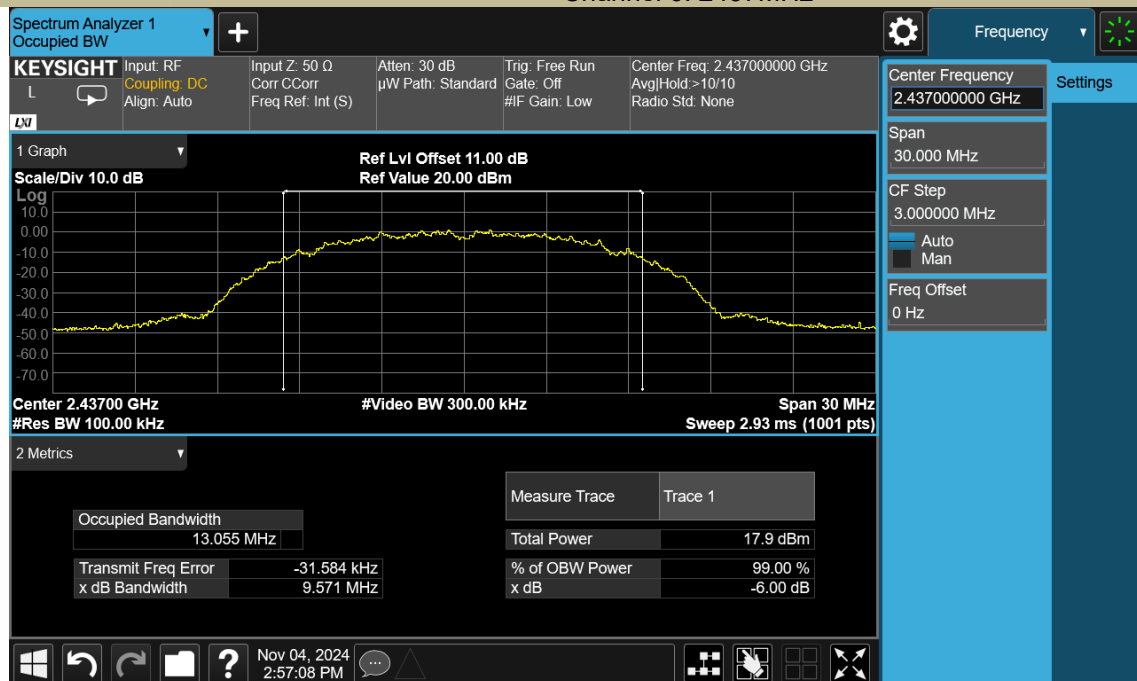 Channel 6: 2437MHz
Spectrum Analyzer 1
Occupied BW
Frequency
KEYSIGHT
L
LXI
Input: RF
Coupling: DC
Align: Auto
Input Z: 50 Ω
Corr CCorr
Freq Ref: Int (S)
Atten: 30 dB
µW Path: Standard
Trig: Free Run
Gate: Off
#IF Gain: Low
Center Freq: 2.437000000 GHz
Avg|Hold:>10/10
Radio Std: None
Center Frequency
2.437000000 GHz
Settings
Span
30.000 MHz
CF Step
3.000000 MHz
Auto
Man
Freq Offset
0 Hz
1 Graph
Scale/Div 10.0 dB
Ref Lvl Offset 11.00 dB
Ref Value 20.00 dBm
Log
10.0
0.00
-10.0
-20.0
-30.0
-40.0
-50.0
-60.0
-70.0
Center 2.43700 GHz
#Video BW 300.00 kHz
Span 30 MHz
#Res BW 100.00 kHz
Sweep 2.93 ms (1001 pts)
2 Metrics
Measure Trace
Trace 1
Occupied Bandwidth
13.055 MHz
Total Power
17.9 dBm
Transmit Freq Error
-31.584 kHz
% of OBW Power
99.00 %
x dB Bandwidth
9.571 MHz
x dB
-6.00 dB
?
Nov 04, 2024
2:57:08 PM